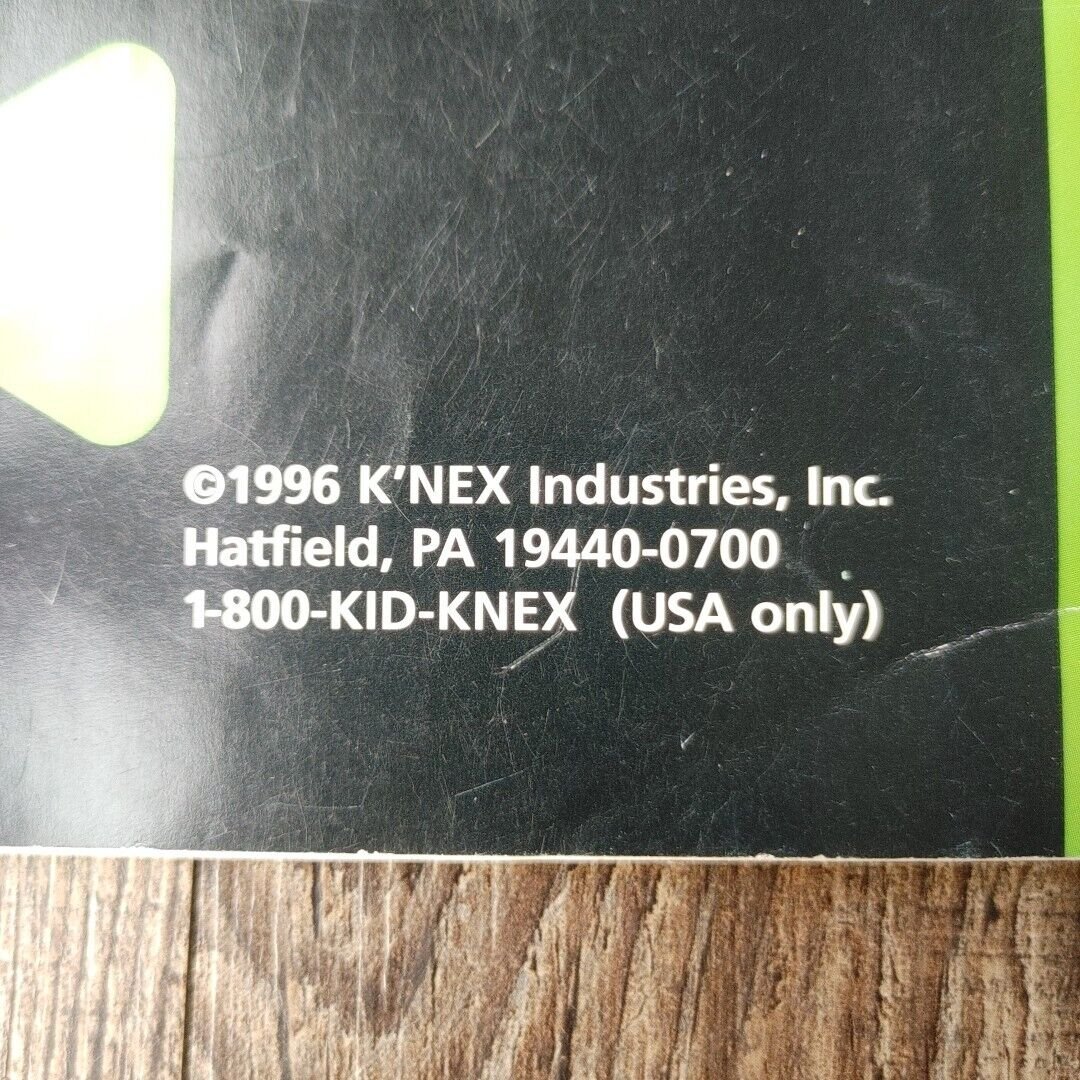 ©1996 K'NEX Industries, Inc.
Hatfield, PA 19440-0700
1-800-KID-KNEX (USA only)